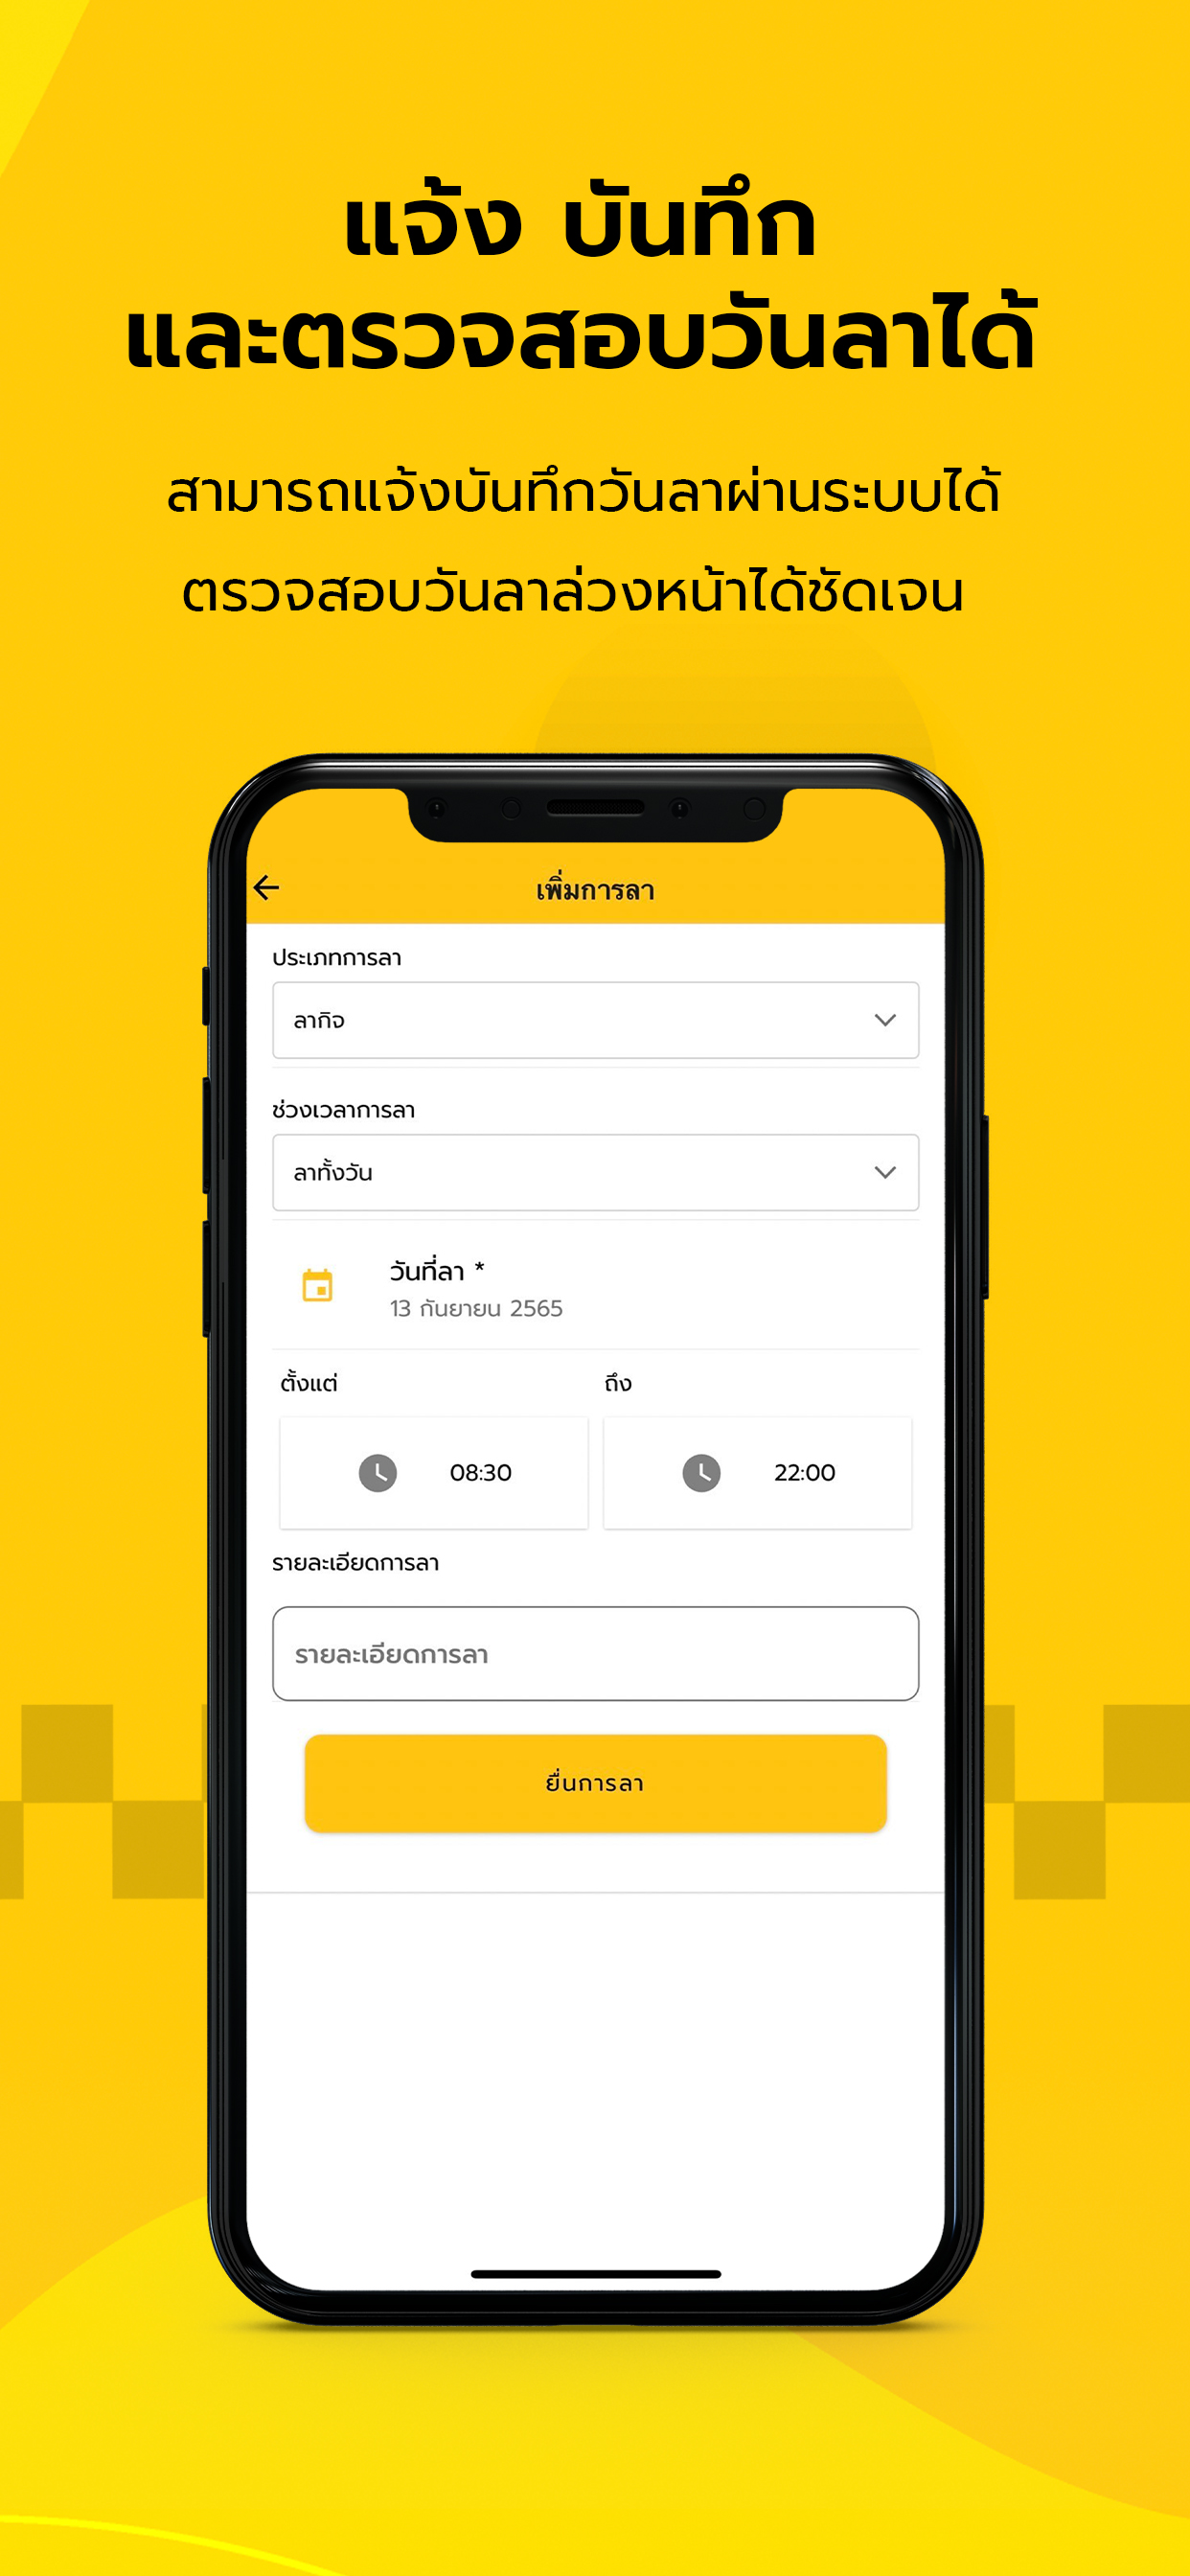 แจ้ง บันทึก
และตรวจสอบวันลาได้
สามารถแจ้งบันทึกวันลาผ่านระบบได้
ตรวจสอบวันลาล่วงหน้าได้ชัดเจน
เพิ่มการลา
ประเภทการลา
ลากิจ
ช่วงเวลาการลา
ลาทั้งวัน
วันที่ลา *
13 กันยายน 2565
ตั้งแต่ ถึง
08:30 22:00
รายละเอียดการลา
รายละเอียดการลา
ยื่นการลา